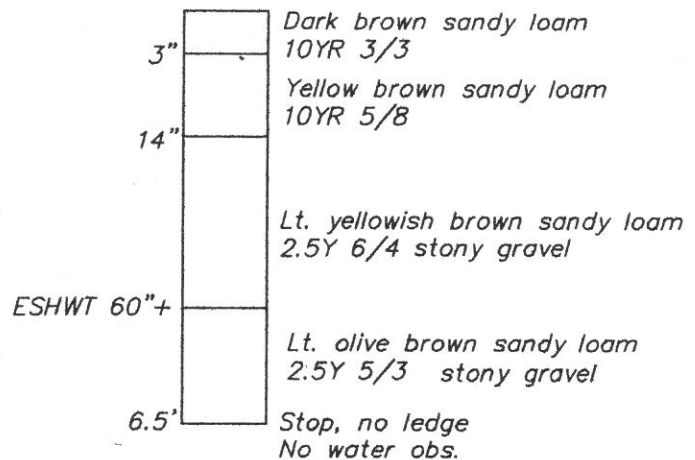 Dark brown sandy loam
3" 10YR 3/3
Yellow brown sandy loam
10YR 5/8
14"
Lt. yellowish brown sandy loam
2.5Y 6/4 stony gravel
ESHWT 60"+
Lt. olive brown sandy loam
2.5Y 5/3 stony gravel
6.5' Stop, no ledge
No water obs.